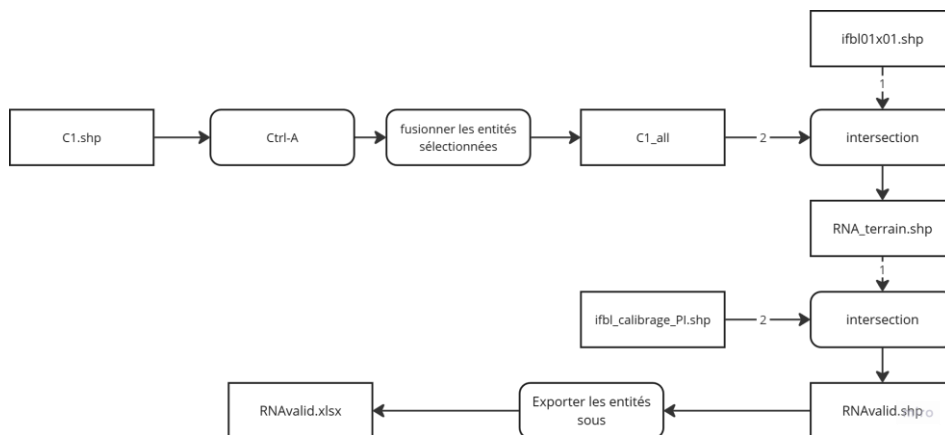 ifbl01x01.shp
1
C1.shp
Ctrl-A
fusionner les entités
sélectionnées
C1_all
2
intersection
RNA_terrain.shp
1
ifbl_calibrage_PI.shp
2
intersection
RNAvalid.xlsx
Exporter les entités
sous
RNAvalid.shp
miro